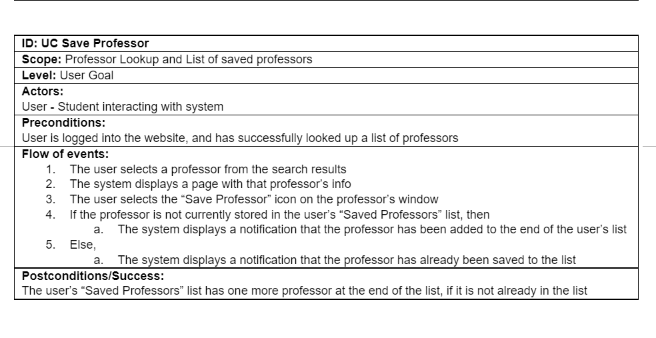 ID: UC Save Professor
Scope: Professor Lookup and List of saved professors
Level: User Goal
Actors:
User - Student interacting with system
Preconditions:
User is logged into the website, and has successfully looked up a list of professors
Flow of events:
1. The user selects a professor from the search results
2. The system displays a page with that professor's info
3. The user selects the “Save Professor” icon on the professor's window
4. If the professor is not currently stored in the user's “Saved Professors” list, then
a. The system displays a notification that the professor has been added to the end of the user's list
5. Else,
a. The system displays a notification that the professor has already been saved to the list
Postconditions/Success:
The user's “Saved Professors” list has one more professor at the end of the list, if it is not already in the list